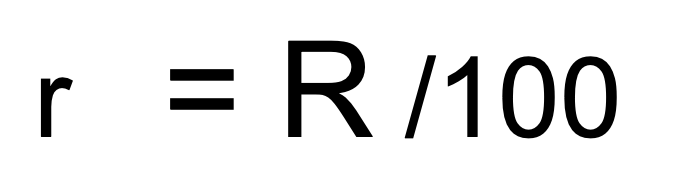 r = R /100